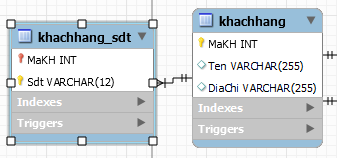 khachhang_sdt
MaKH INT
Sdt VARCHAR(12)
Indexes
Triggers
khachhang
MaKH INT
Ten VARCHAR(255)
DiaChi VARCHAR(255)
Indexes
Triggers